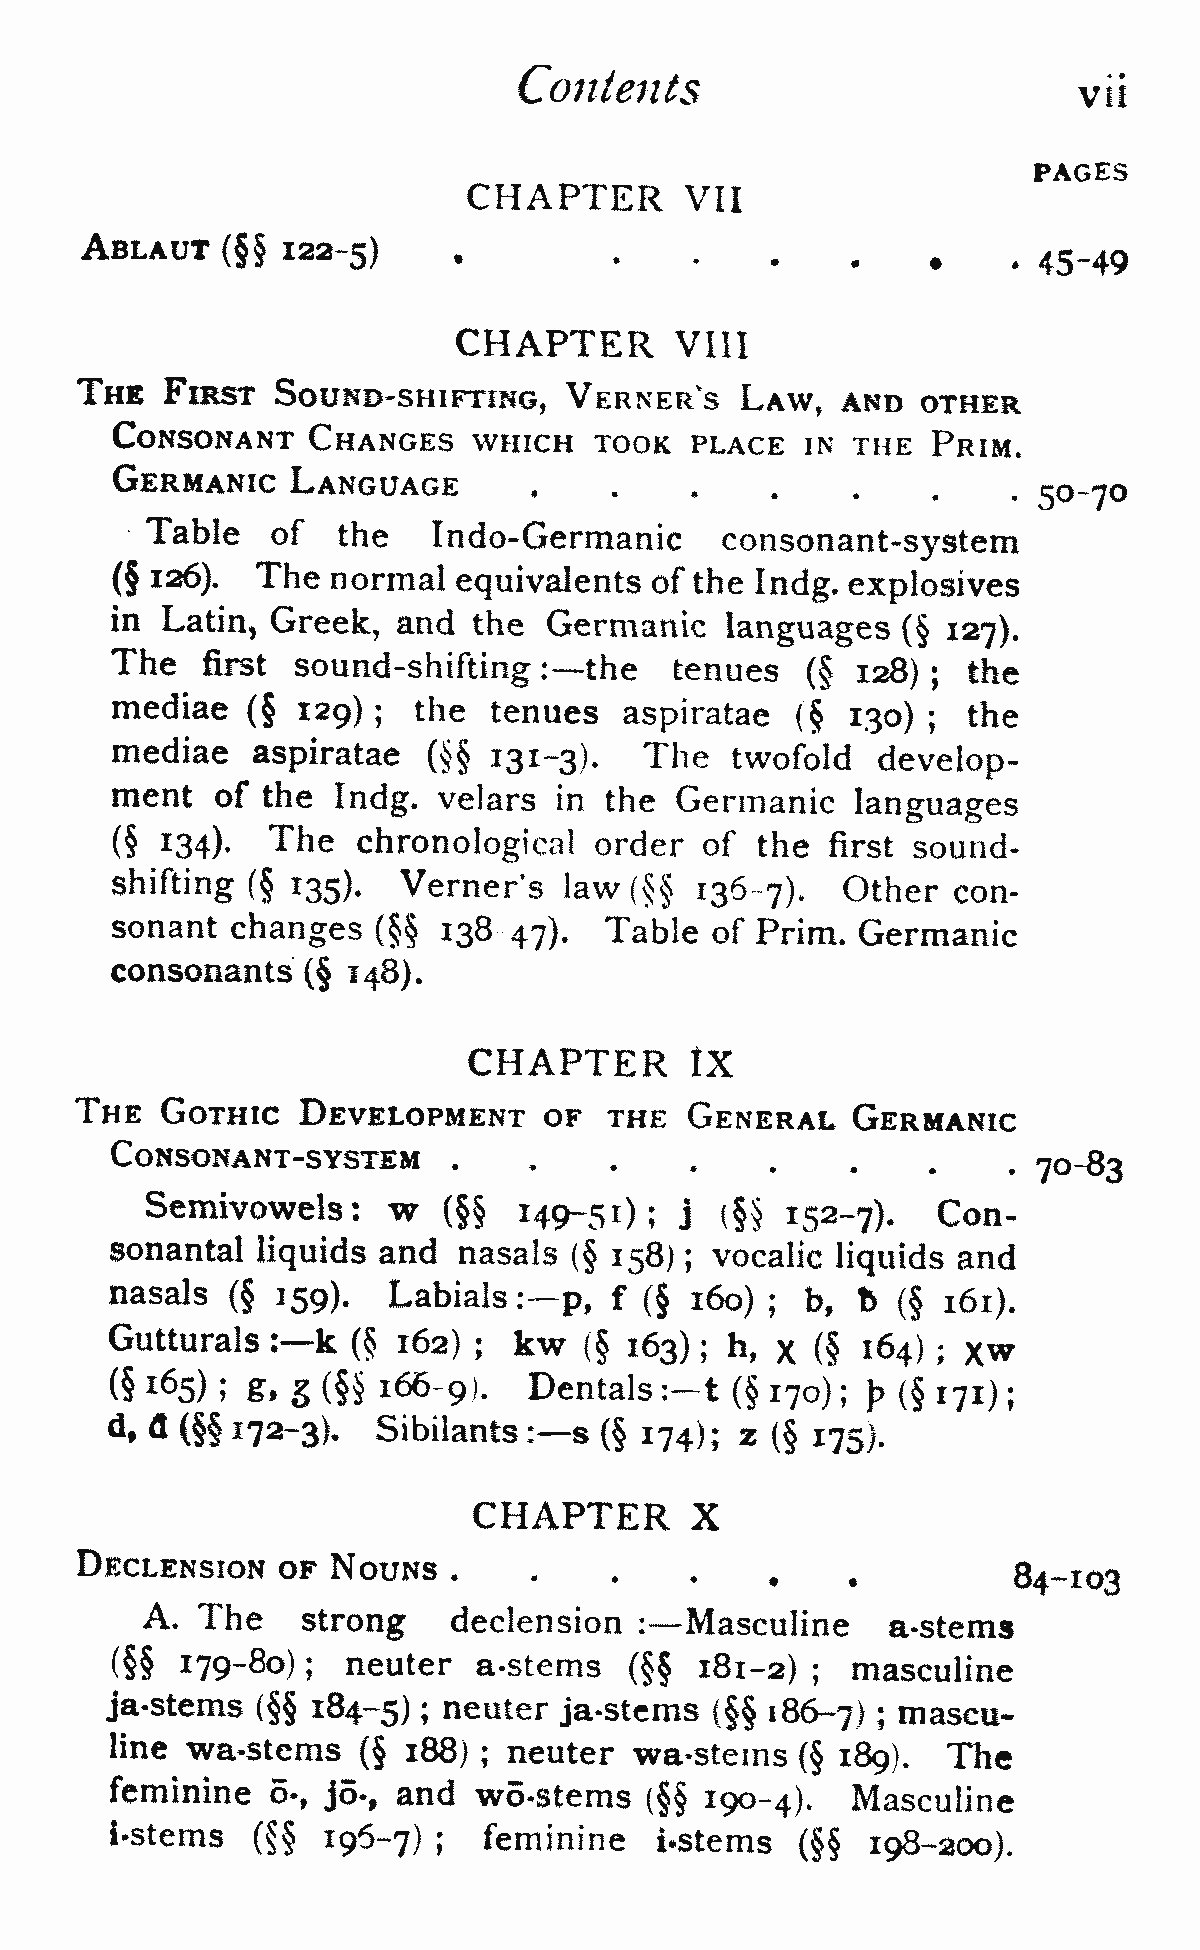 Contents vii
PAGES
CHAPTER VII
ABLAUT (§§ 122-5) . . . . . . . 45-49
CHAPTER VIII
THE FIRST SOUND-SHIFTING, VERNER'S LAW, AND OTHER
CONSONANT CHANGES WHICH TOOK PLACE IN THE PRIM.
GERMANIC LANGUAGE . . . . . . . 50-70
Table of the Indo-Germanic consonant-system
(§ 126). The normal equivalents of the Indg. explosives
in Latin, Greek, and the Germanic languages (§ 127).
The first sound-shifting :—the tenues (§ 128) ; the
mediae (§ 129) ; the tenues aspiratae (§ 130) ; the
mediae aspiratae (§§ 131-3). The twofold develop-
ment of the Indg. velars in the Germanic languages
(§ 134). The chronological order of the first sound-
shifting (§ 135). Verner's law (§§ 136-7). Other con-
sonant changes (§§ 138-47). Table of Prim. Germanic
consonants (§ 148).
CHAPTER IX
THE GOTHIC DEVELOPMENT OF THE GENERAL GERMANIC
CONSONANT-SYSTEM . . . . . . . . 70-83
Semivowels: w (§§ 149-51) ; j (§§ 152-7). Con-
sonantal liquids and nasals (§ 158) ; vocalic liquids and
nasals (§ 159). Labials :—p, f (§ 160) ; b, ƀ (§ 161).
Gutturals :—k (§ 162) ; kw (§ 163) ; h, χ (§ 164) ; χw
(§ 165) ; g, ʒ (§§ 166-9). Dentals :—t (§ 170) ; þ (§ 171) ;
d, đ (§§ 172-3). Sibilants :—s (§ 174); z (§ 175).
CHAPTER X
DECLENSION OF NOUNS . . . . . . 84-103
A. The strong declension :—Masculine a-stems
(§§ 179-80) ; neuter a-stems (§§ 181-2) ; masculine
ja-stems (§§ 184-5) ; neuter ja-stems (§§ 186-7) ; mascu-
line wa-stems (§ 188) ; neuter wa-stems (§ 189). The
feminine ō-, jō-, and wō-stems (§§ 190-4). Masculine
i-stems (§§ 196-7) ; feminine i-stems (§§ 198-200).